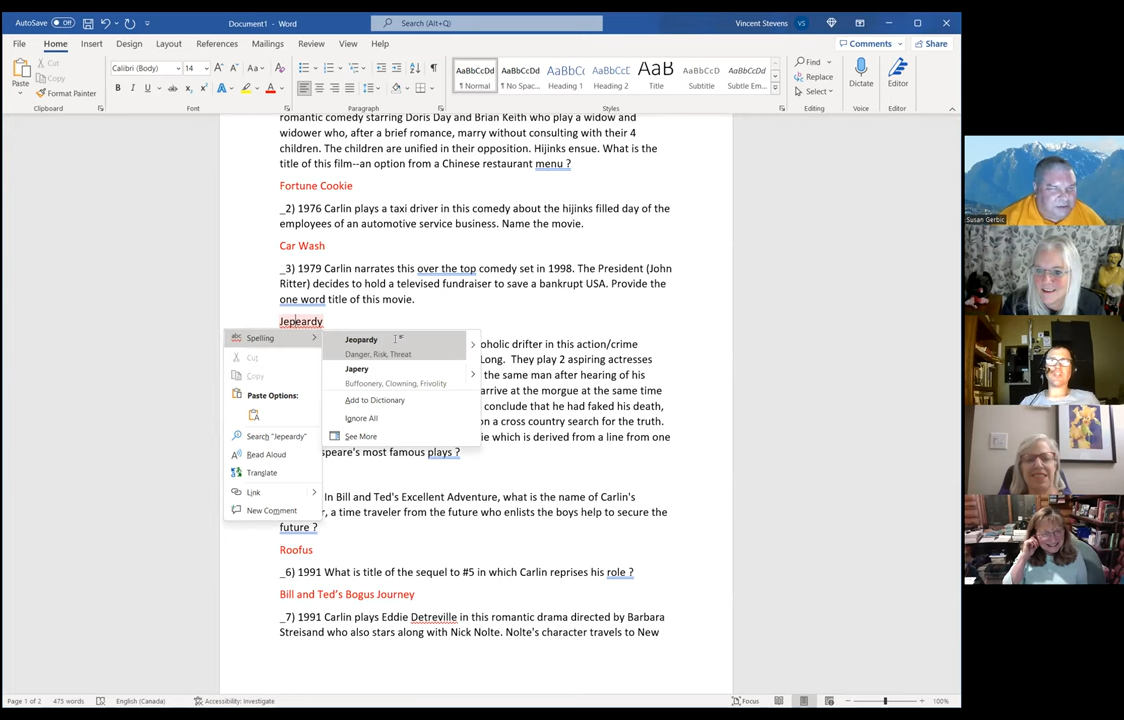 AutoSave Off
Document1 - Word
Search (Alt+Q)
Vincent Stevens VS
File Home Insert Design Layout References Mailings Review View Help
Comments Share
Paste
Cut
Copy
Format Painter
Clipboard
Calibri (Body) 14
Font
Paragraph
AaBbCcDd AaBbCcDd AaBbCc AaBbCcD AaB AaBbCcD AaBbCcDd
Normal No Spac... Heading 1 Heading 2 Title Subtitle Emphasis
Styles
Find
Replace
Select
Editing
Dictate
Voice
Editor
Editor
romantic comedy starring Doris Day and Brian Keith who play a widow and
widower who, after a brief romance, marry without consulting with their 4
children. The children are unified in their opposition. Hijinks ensue. What is the
title of this film--an option from a Chinese restaurant menu ?
Fortune Cookie
_2) 1976 Carlin plays a taxi driver in this comedy about the hijinks filled day of the
employees of an automotive service business. Name the movie.
Car Wash
_3) 1979 Carlin narrates this over the top comedy set in 1998. The President (John
Ritter) decides to hold a televised fundraiser to save a bankrupt USA. Provide the
one word title of this movie.
Jepeardy
oholic drifter in this action/crime
Long. They play 2 aspiring actresses
the same man after hearing of his
arrive at the morgue at the same time
conclude that he had faked his death,
on a cross country search for the truth.
ie which is derived from a line from one
speare's most famous plays ?
In Bill and Ted's Excellent Adventure, what is the name of Carlin's
r, a time traveler from the future who enlists the boys help to secure the
future ?
Roofus
_6) 1991 What is title of the sequel to #5 in which Carlin reprises his role ?
Bill and Ted's Bogus Journey
_7) 1991 Carlin plays Eddie Detreville in this romantic drama directed by Barbara
Streisand who also stars along with Nick Nolte. Nolte's character travels to New
Spelling
Cut
Copy
Paste Options:
Search "Jepeardy"
Read Aloud
Translate
Link
New Comment
Jeopardy
Danger, Risk, Threat
Japery
Buffoonery, Clowning, Frivolity
Add to Dictionary
Ignore All
See More
Susan Gerbic
Page 1 of 2 475 words English (Canada) Accessibility: Investigate
Focus
100%